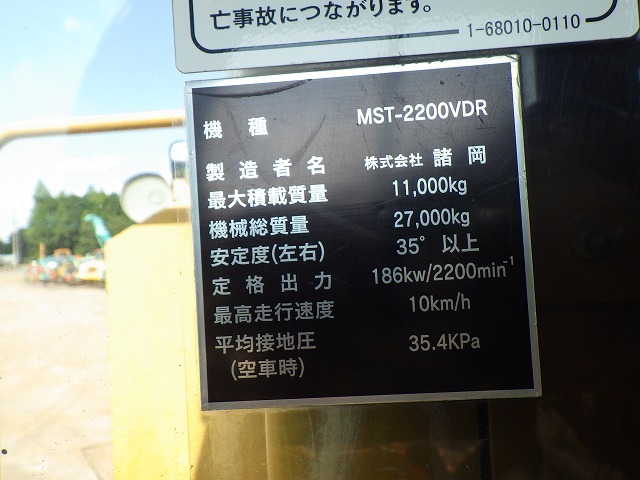 亡事故につながります。
1-68010-0110
機種 MST-2200VDR
製造者名 株式会社 諸岡
最大積載質量 11,000kg
機械総質量 27,000kg
安定度(左右) 35° 以上
定格出力 186kw/2200min-1
最高走行速度 10km/h
平均接地圧 35.4KPa
(空車時)